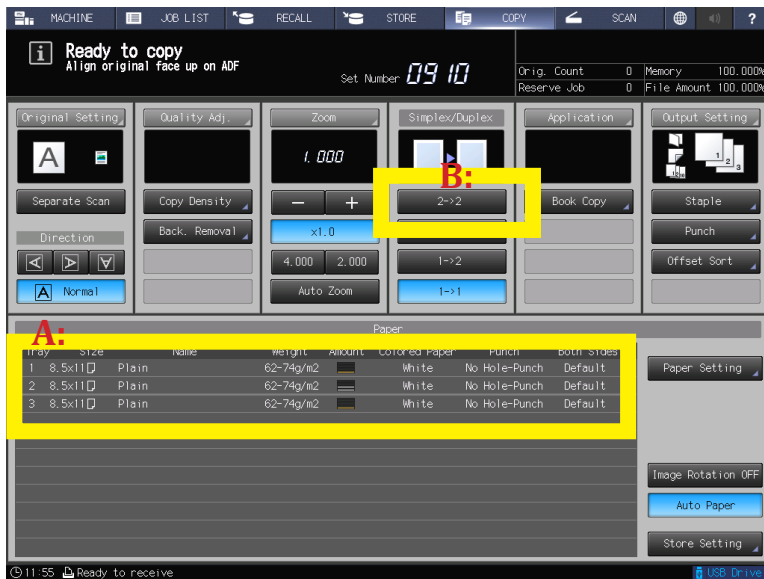 MACHINE JOB LIST RECALL STORE COPY SCAN ?
i Ready to copy
Align original face up on ADF
Set Number 0910
Orig. Count 0 Memory 100.000%
Reserve Job 0 File Amount 100.000%
Original Setting Quality Adj. Zoom Simplex/Duplex Application Output Setting
A 1.000 1 2 3
B:
Separate Scan Copy Density − + 2->2 Book Copy Staple
Direction Back. Removal x1.0 Punch
A A A 4.000 2.000 1->2 Offset Sort
A Normal Auto Zoom 1->1
Paper
A:
Tray Size Name Weight Amount Colored Paper Punch Both Sides
1 8.5x11 Plain 62-74g/m2 White No Hole-Punch Default
2 8.5x11 Plain 62-74g/m2 White No Hole-Punch Default
3 8.5x11 Plain 62-74g/m2 White No Hole-Punch Default
Paper Setting
Image Rotation OFF
Auto Paper
Store Setting
11:55 Ready to receive USB Drive